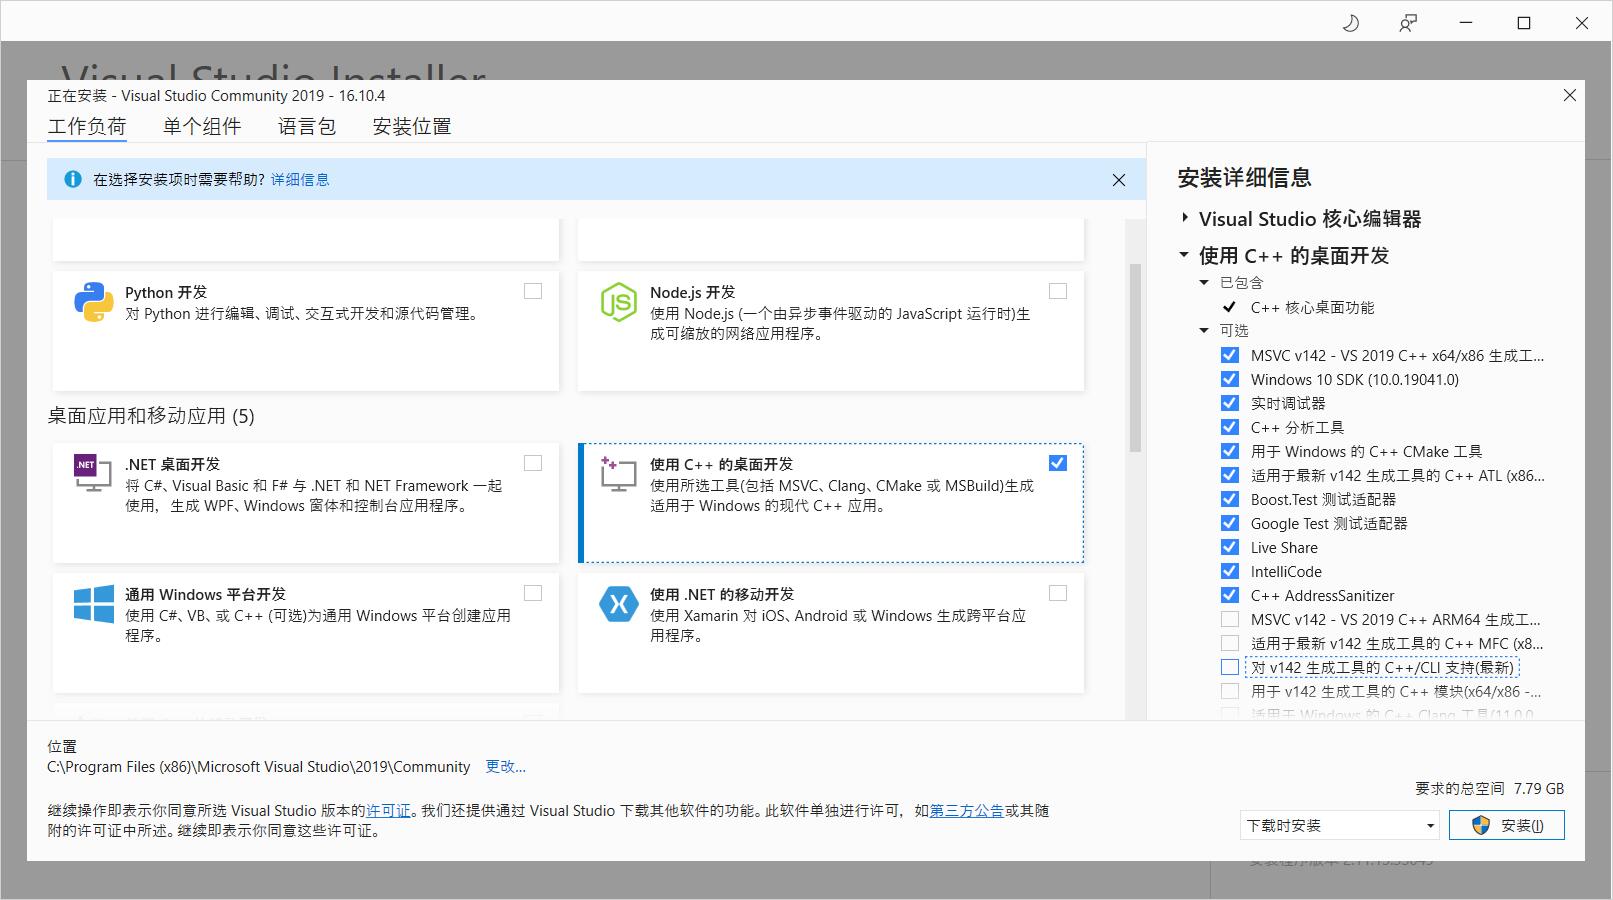 Visual Studio Installer
正在安装 - Visual Studio Community 2019 - 16.10.4
工作负荷 单个组件 语言包 安装位置
在选择安装项时需要帮助? 详细信息
Python 开发
对 Python 进行编辑、调试、交互式开发和源代码管理。
Node.js 开发
使用 Node.js (一个由异步事件驱动的 JavaScript 运行时)生
成可缩放的网络应用程序。
桌面应用和移动应用 (5)
.NET
.NET 桌面开发
将 C#、Visual Basic 和 F# 与 .NET 和 NET Framework 一起
使用，生成 WPF、Windows 窗体和控制台应用程序。
使用 C++ 的桌面开发
使用所选工具(包括 MSVC、Clang、CMake 或 MSBuild)生成
适用于 Windows 的现代 C++ 应用。
通用 Windows 平台开发
使用 C#、VB、或 C++ (可选)为通用 Windows 平台创建应用
程序。
使用 .NET 的移动开发
使用 Xamarin 对 iOS、Android 或 Windows 生成跨平台应
用程序。
安装详细信息
Visual Studio 核心编辑器
使用 C++ 的桌面开发
已包含
C++ 核心桌面功能
可选
MSVC v142 - VS 2019 C++ x64/x86 生成工...
Windows 10 SDK (10.0.19041.0)
实时调试器
C++ 分析工具
用于 Windows 的 C++ CMake 工具
适用于最新 v142 生成工具的 C++ ATL (x86...
Boost.Test 测试适配器
Google Test 测试适配器
Live Share
IntelliCode
C++ AddressSanitizer
MSVC v142 - VS 2019 C++ ARM64 生成工...
适用于最新 v142 生成工具的 C++ MFC (x8...
对 v142 生成工具的 C++/CLI 支持(最新)
用于 v142 生成工具的 C++ 模块(x64/x86 -...
适用于 Windows 的 C++ Clang 工具(11.0.0
位置
C:\Program Files (x86)\Microsoft Visual Studio\2019\Community 更改...
继续操作即表示你同意所选 Visual Studio 版本的许可证。我们还提供通过 Visual Studio 下载其他软件的功能。此软件单独进行许可，如第三方公告或其随
附的许可证中所述。继续即表示你同意这些许可证。
要求的总空间 7.79 GB
下载时安装 安装(I)